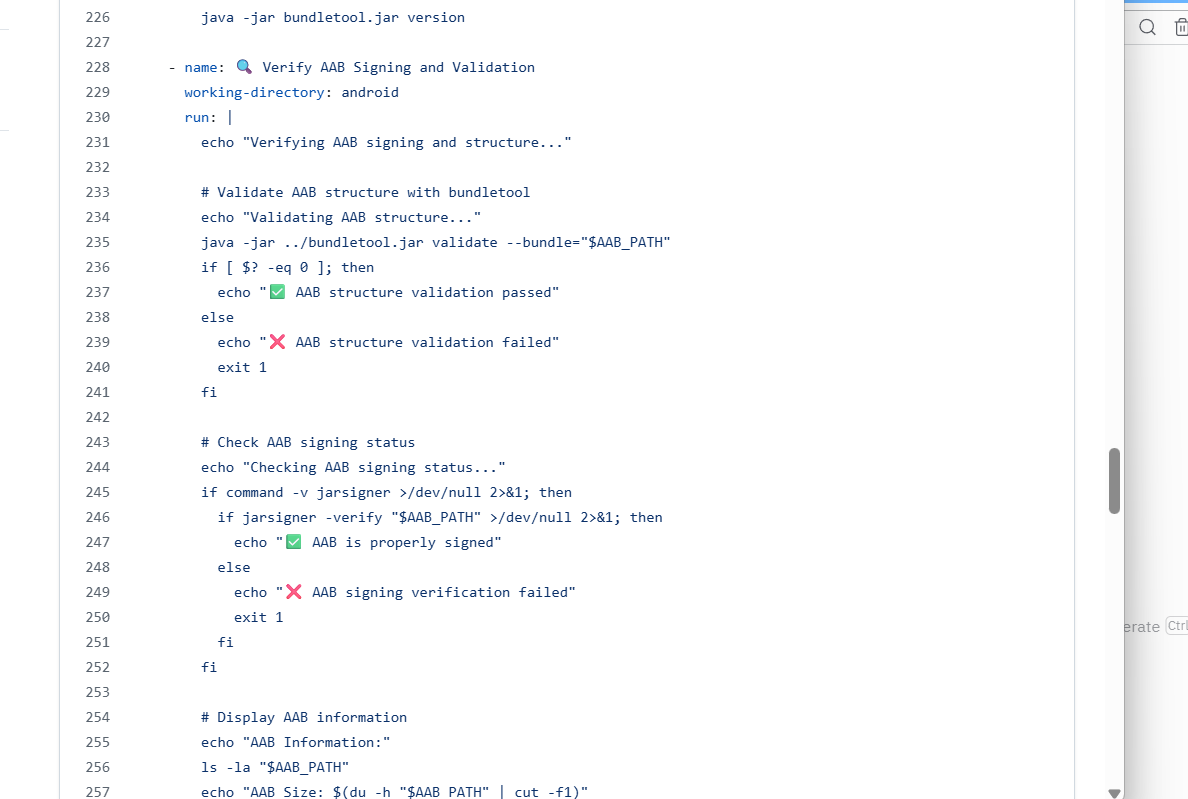 226 java -jar bundletool.jar version
227
228 - name: 🔍 Verify AAB Signing and Validation
229 working-directory: android
230 run: |
231 echo "Verifying AAB signing and structure..."
232
233 # Validate AAB structure with bundletool
234 echo "Validating AAB structure..."
235 java -jar ../bundletool.jar validate --bundle="$AAB_PATH"
236 if [ $? -eq 0 ]; then
237 echo "✅ AAB structure validation passed"
238 else
239 echo "❌ AAB structure validation failed"
240 exit 1
241 fi
242
243 # Check AAB signing status
244 echo "Checking AAB signing status..."
245 if command -v jarsigner >/dev/null 2>&1; then
246 if jarsigner -verify "$AAB_PATH" >/dev/null 2>&1; then
247 echo "✅ AAB is properly signed"
248 else
249 echo "❌ AAB signing verification failed"
250 exit 1
251 fi
252 fi
253
254 # Display AAB information
255 echo "AAB Information:"
256 ls -la "$AAB_PATH"
257 echo "AAB Size: $(du -h "$AAB_PATH" | cut -f1)"
erate Ctrl